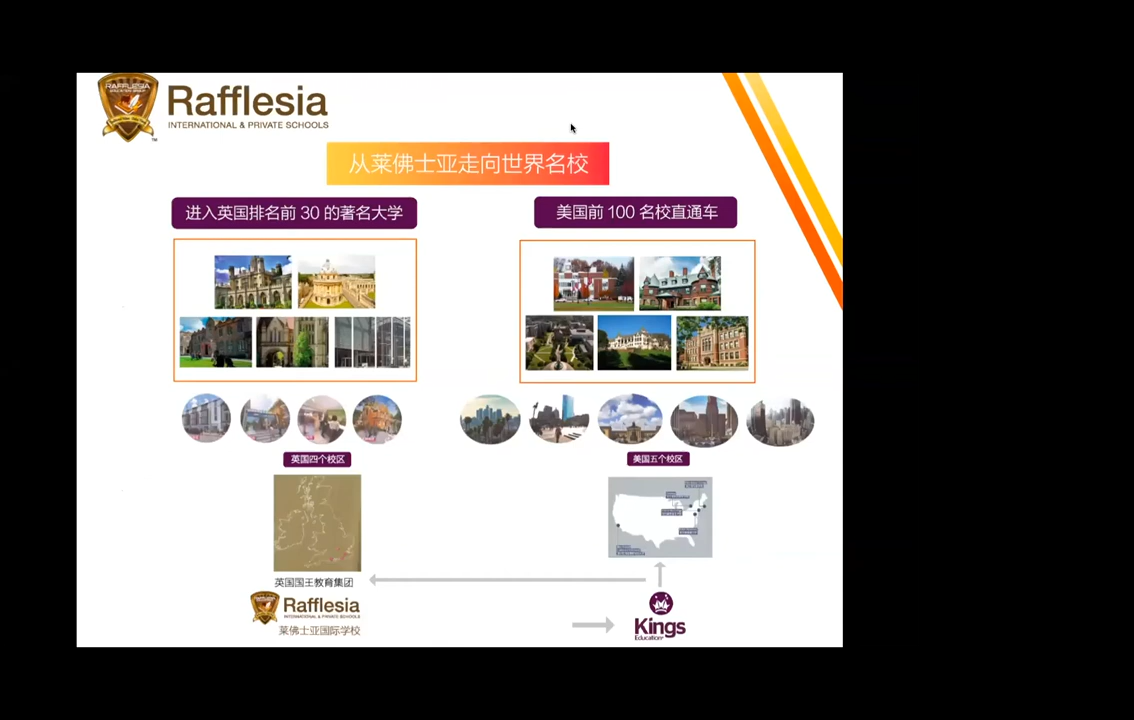 RAFFLESIA
Rafflesia
INTERNATIONAL & PRIVATE SCHOOLS
TM
从莱佛士亚走向世界名校
进入英国排名前 30 的著名大学
美国前 100 名校直通车
英国四个校区
美国五个校区
英国国王教育集团
Rafflesia
INTERNATIONAL & PRIVATE SCHOOLS
莱佛士亚国际学校
Kings
Education